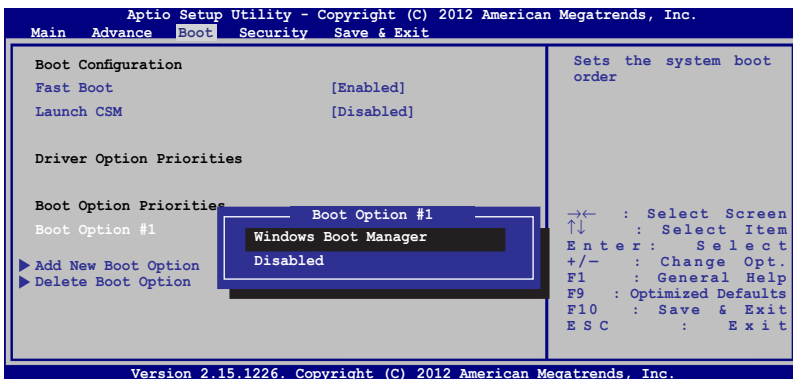 Aptio Setup Utility - Copyright (C) 2012 American Megatrends, Inc.
Main Advance Boot Security Save & Exit
Boot Configuration
Fast Boot [Enabled]
Launch CSM [Disabled]
Driver Option Priorities
Boot Option Priorities
Boot Option #1
Add New Boot Option
Delete Boot Option
Boot Option #1
Windows Boot Manager
Disabled
Sets the system boot
order
→← : Select Screen
↑↓ : Select Item
Enter: Select
+/— : Change Opt.
F1 : General Help
F9 : Optimized Defaults
F10 : Save & Exit
ESC : Exit
Version 2.15.1226. Copyright (C) 2012 American Megatrends, Inc.